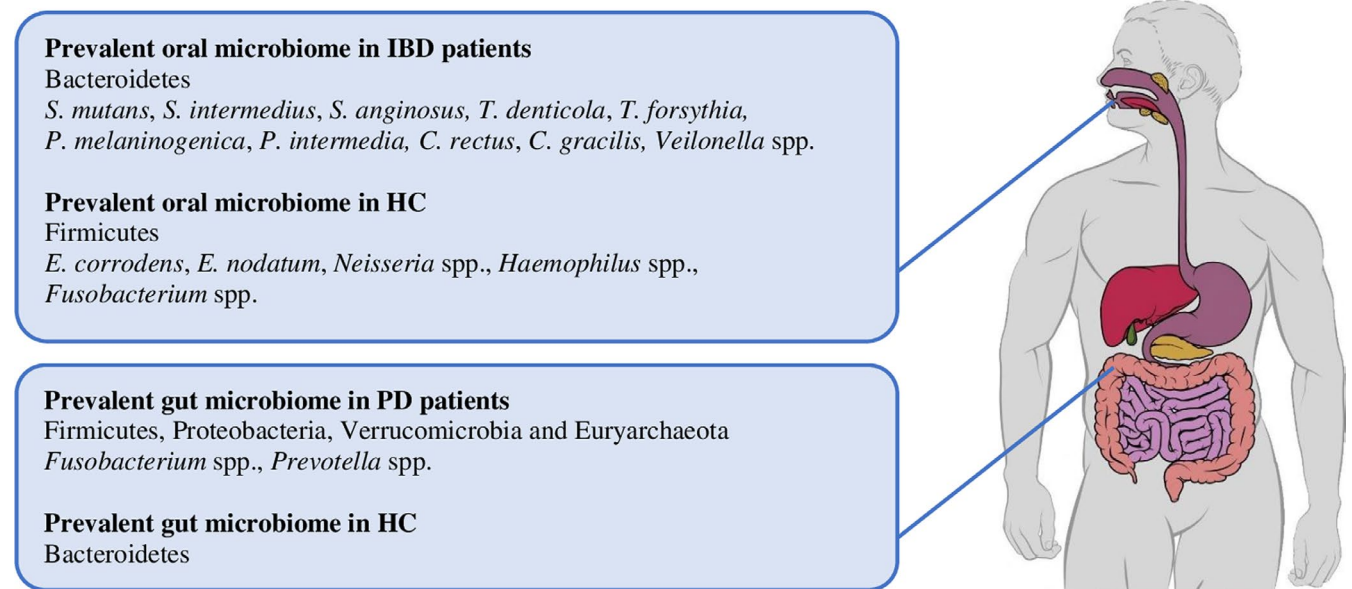 Prevalent oral microbiome in IBD patients
Bacteroidetes
S. mutans, S. intermedius, S. anginosus, T. denticola, T. forsythia,
P. melaninogenica, P. intermedia, C. rectus, C. gracilis, Veilonella spp.
Prevalent oral microbiome in HC
Firmicutes
E. corrodens, E. nodatum, Neisseria spp., Haemophilus spp.,
Fusobacterium spp.
Prevalent gut microbiome in PD patients
Firmicutes, Proteobacteria, Verrucomicrobia and Euryarchaeota
Fusobacterium spp., Prevotella spp.
Prevalent gut microbiome in HC
Bacteroidetes